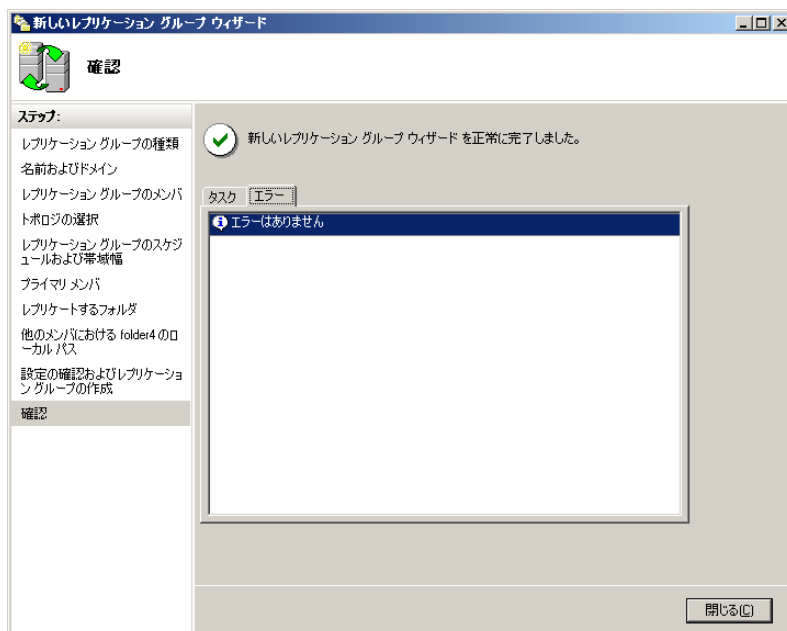 新しいレプリケーション グループ ウィザード
確認
ステップ:
レプリケーション グループの種類
名前およびドメイン
レプリケーション グループのメンバ
トポロジの選択
レプリケーション グループのスケジ
ュールおよび帯域幅
プライマリ メンバ
レプリケートするフォルダ
他のメンバにおける folder4 のロ
ーカル パス
設定の確認およびレプリケーショ
ン グループの作成
確認
新しいレプリケーション グループ ウィザード を正常に完了しました。
タスク
エラー
エラーはありません
閉じる(C)